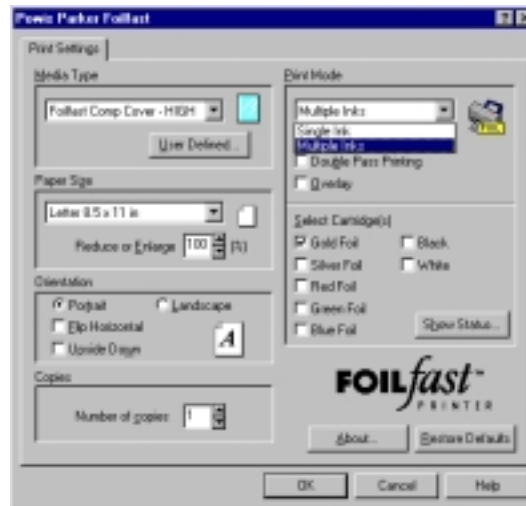 Powis Parker Foilfast
Print Settings
Media Type
Foilfast Comp Cover - HIGH
User Defined...
Paper Size
Letter 8.5 x 11 in
Reduce or Enlarge 100 (%)
Orientation
Portrait Landscape
Flip Horizontal
Upside Down
A
Copies
Number of copies: 1
Print Mode
Multiple Inks
Single Ink
Multiple Inks
Double Pass Printing
Overlay
Select Cartridge(s)
Gold Foil Black
Silver Foil White
Red Foil
Green Foil
Blue Foil
Show Status...
FOILfast™
PRINTER
About... Restore Defaults
OK Cancel Help